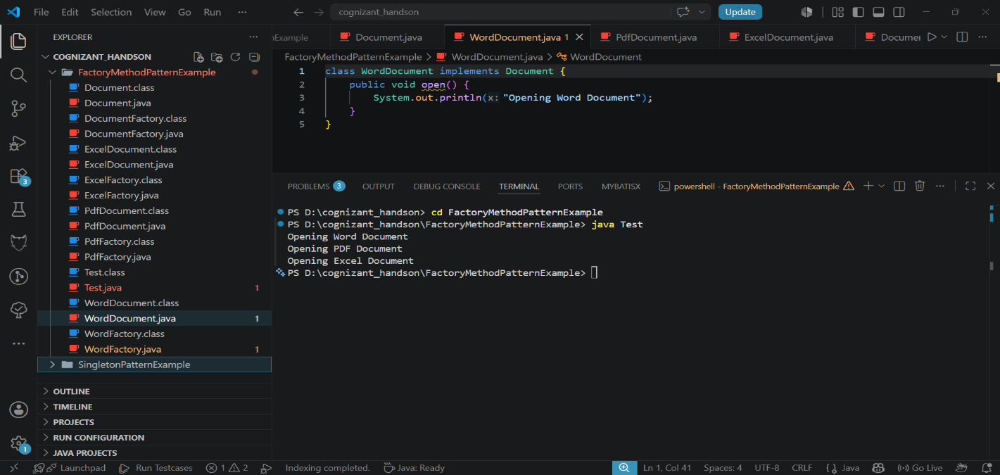 File Edit Selection View Go Run ··· cognizant_handson Update
EXPLORER ···
COGNIZANT_HANDSON
FactoryMethodPatternExample
Document.class
Document.java
DocumentFactory.class
DocumentFactory.java
ExcelDocument.class
ExcelDocument.java
ExcelFactory.class
ExcelFactory.java
PdfDocument.class
PdfDocument.java
PdfFactory.class
PdfFactory.java
Test.class
Test.java 1
WordDocument.class
WordDocument.java 1
WordFactory.class
WordFactory.java 1
SingletonPatternExample
OUTLINE
TIMELINE
PROJECTS
RUN CONFIGURATION
JAVA PROJECTS
3
1
nExample Document.java WordDocument.java 1 PdfDocument.java ExcelDocument.java Documen ···
FactoryMethodPatternExample > WordDocument.java > WordDocument
1 class WordDocument implements Document {
2 public void open() {
3 System.out.println(x: "Opening Word Document");
4 }
5 }
PROBLEMS 3 OUTPUT DEBUG CONSOLE TERMINAL PORTS MYBATISX powershell - FactoryMethodPatternExample ···
PS D:\cognizant_handson> cd FactoryMethodPatternExample
PS D:\cognizant_handson\FactoryMethodPatternExample> java Test
Opening Word Document
Opening PDF Document
Opening Excel Document
PS D:\cognizant_handson\FactoryMethodPatternExample>
Launchpad Run Testcases 1 2 Indexing completed. Java: Ready Ln 1, Col 41 Spaces: 4 UTF-8 CRLF Java Go Live